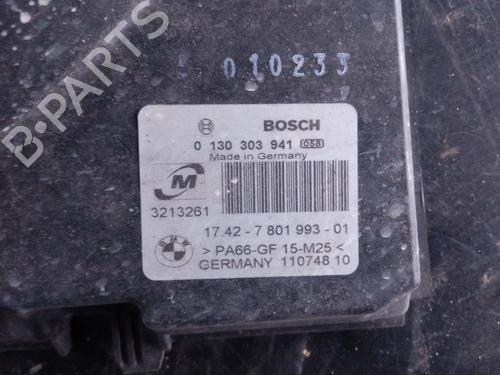 B-PARTS
010233
BOSCH
0 130 303 941 058
Made in Germany
M
3213261
17.42 - 7 801 993 - 01
BMW
> PA66-GF 15-M25 <
GERMANY 110748 10